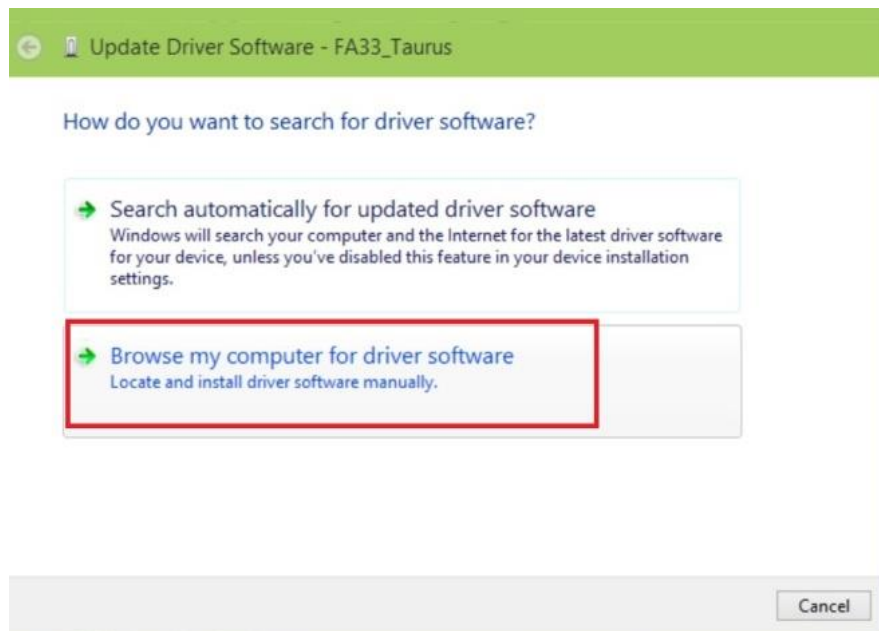 Update Driver Software - FA33_Taurus
How do you want to search for driver software?
Search automatically for updated driver software
Windows will search your computer and the Internet for the latest driver software
for your device, unless you've disabled this feature in your device installation
settings.
Browse my computer for driver software
Locate and install driver software manually.
Cancel